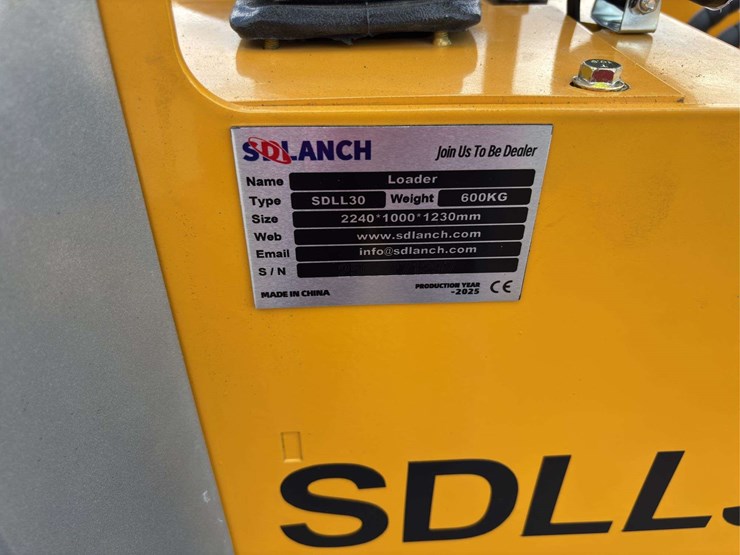 SDLANCH Join Us To Be Dealer
Name Loader
Type SDLL30 Weight 600KG
Size 2240*1000*1230mm
Web www.sdlanch.com
Email info@sdlanch.com
S / N
MADE IN CHINA PRODUCTION YEAR -2025 CE
SDLL